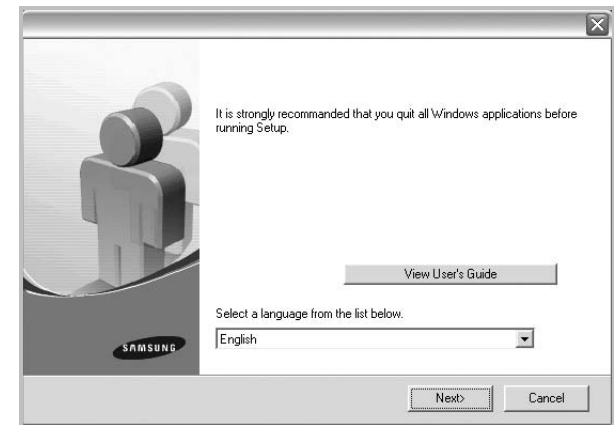 It is strongly recommanded that you quit all Windows applications before
running Setup.
View User's Guide
Select a language from the list below.
English
SAMSUNG
Next>
Cancel